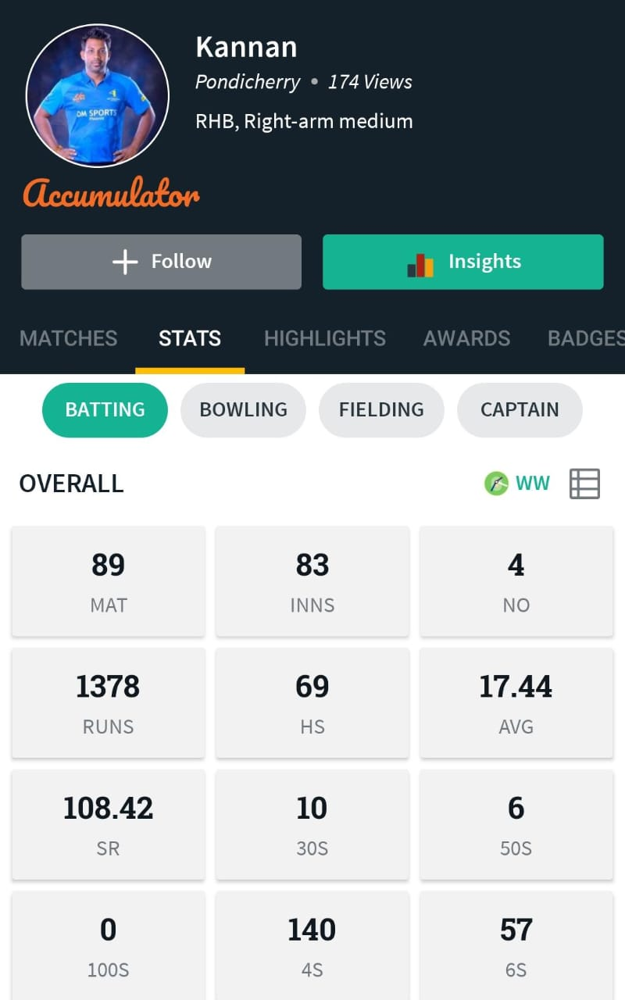 Kannan
Pondicherry • 174 Views
RHB, Right-arm medium
DM SPORTS
Accumulator
+ Follow
Insights
MATCHES STATS HIGHLIGHTS AWARDS BADGES
BATTING BOWLING FIELDING CAPTAIN
OVERALL
WW
89 83 4
MAT INNS NO
1378 69 17.44
RUNS HS AVG
108.42 10 6
SR 30S 50S
0 140 57
100S 4S 6S